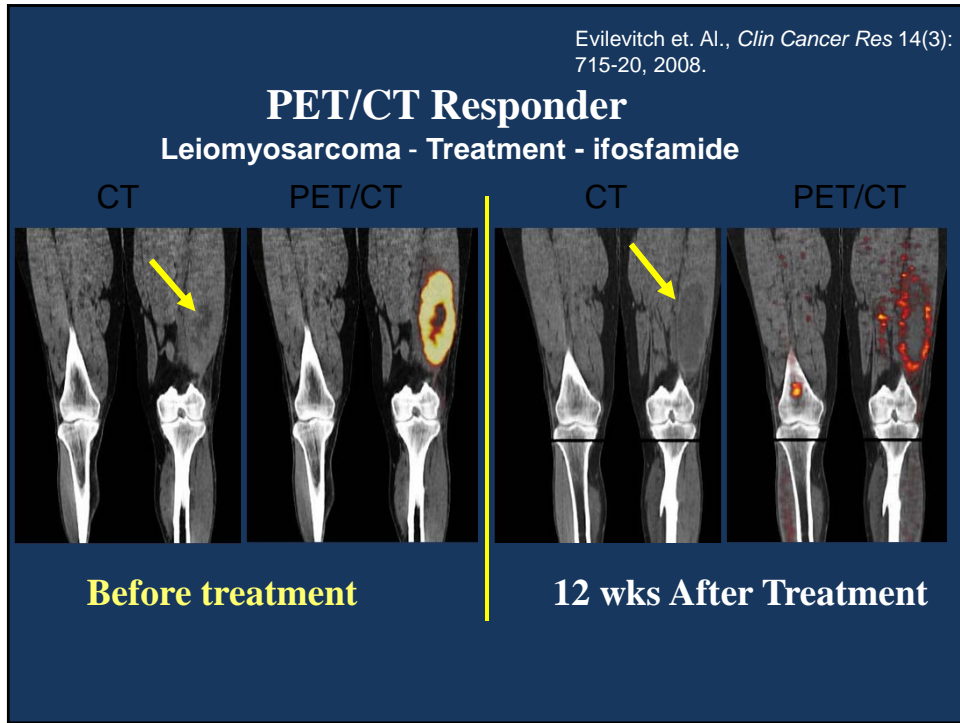 Evilevitch et. Al., Clin Cancer Res 14(3):
715-20, 2008.
PET/CT Responder
Leiomyosarcoma - Treatment - ifosfamide
CT
PET/CT
CT
PET/CT
Before treatment
12 wks After Treatment